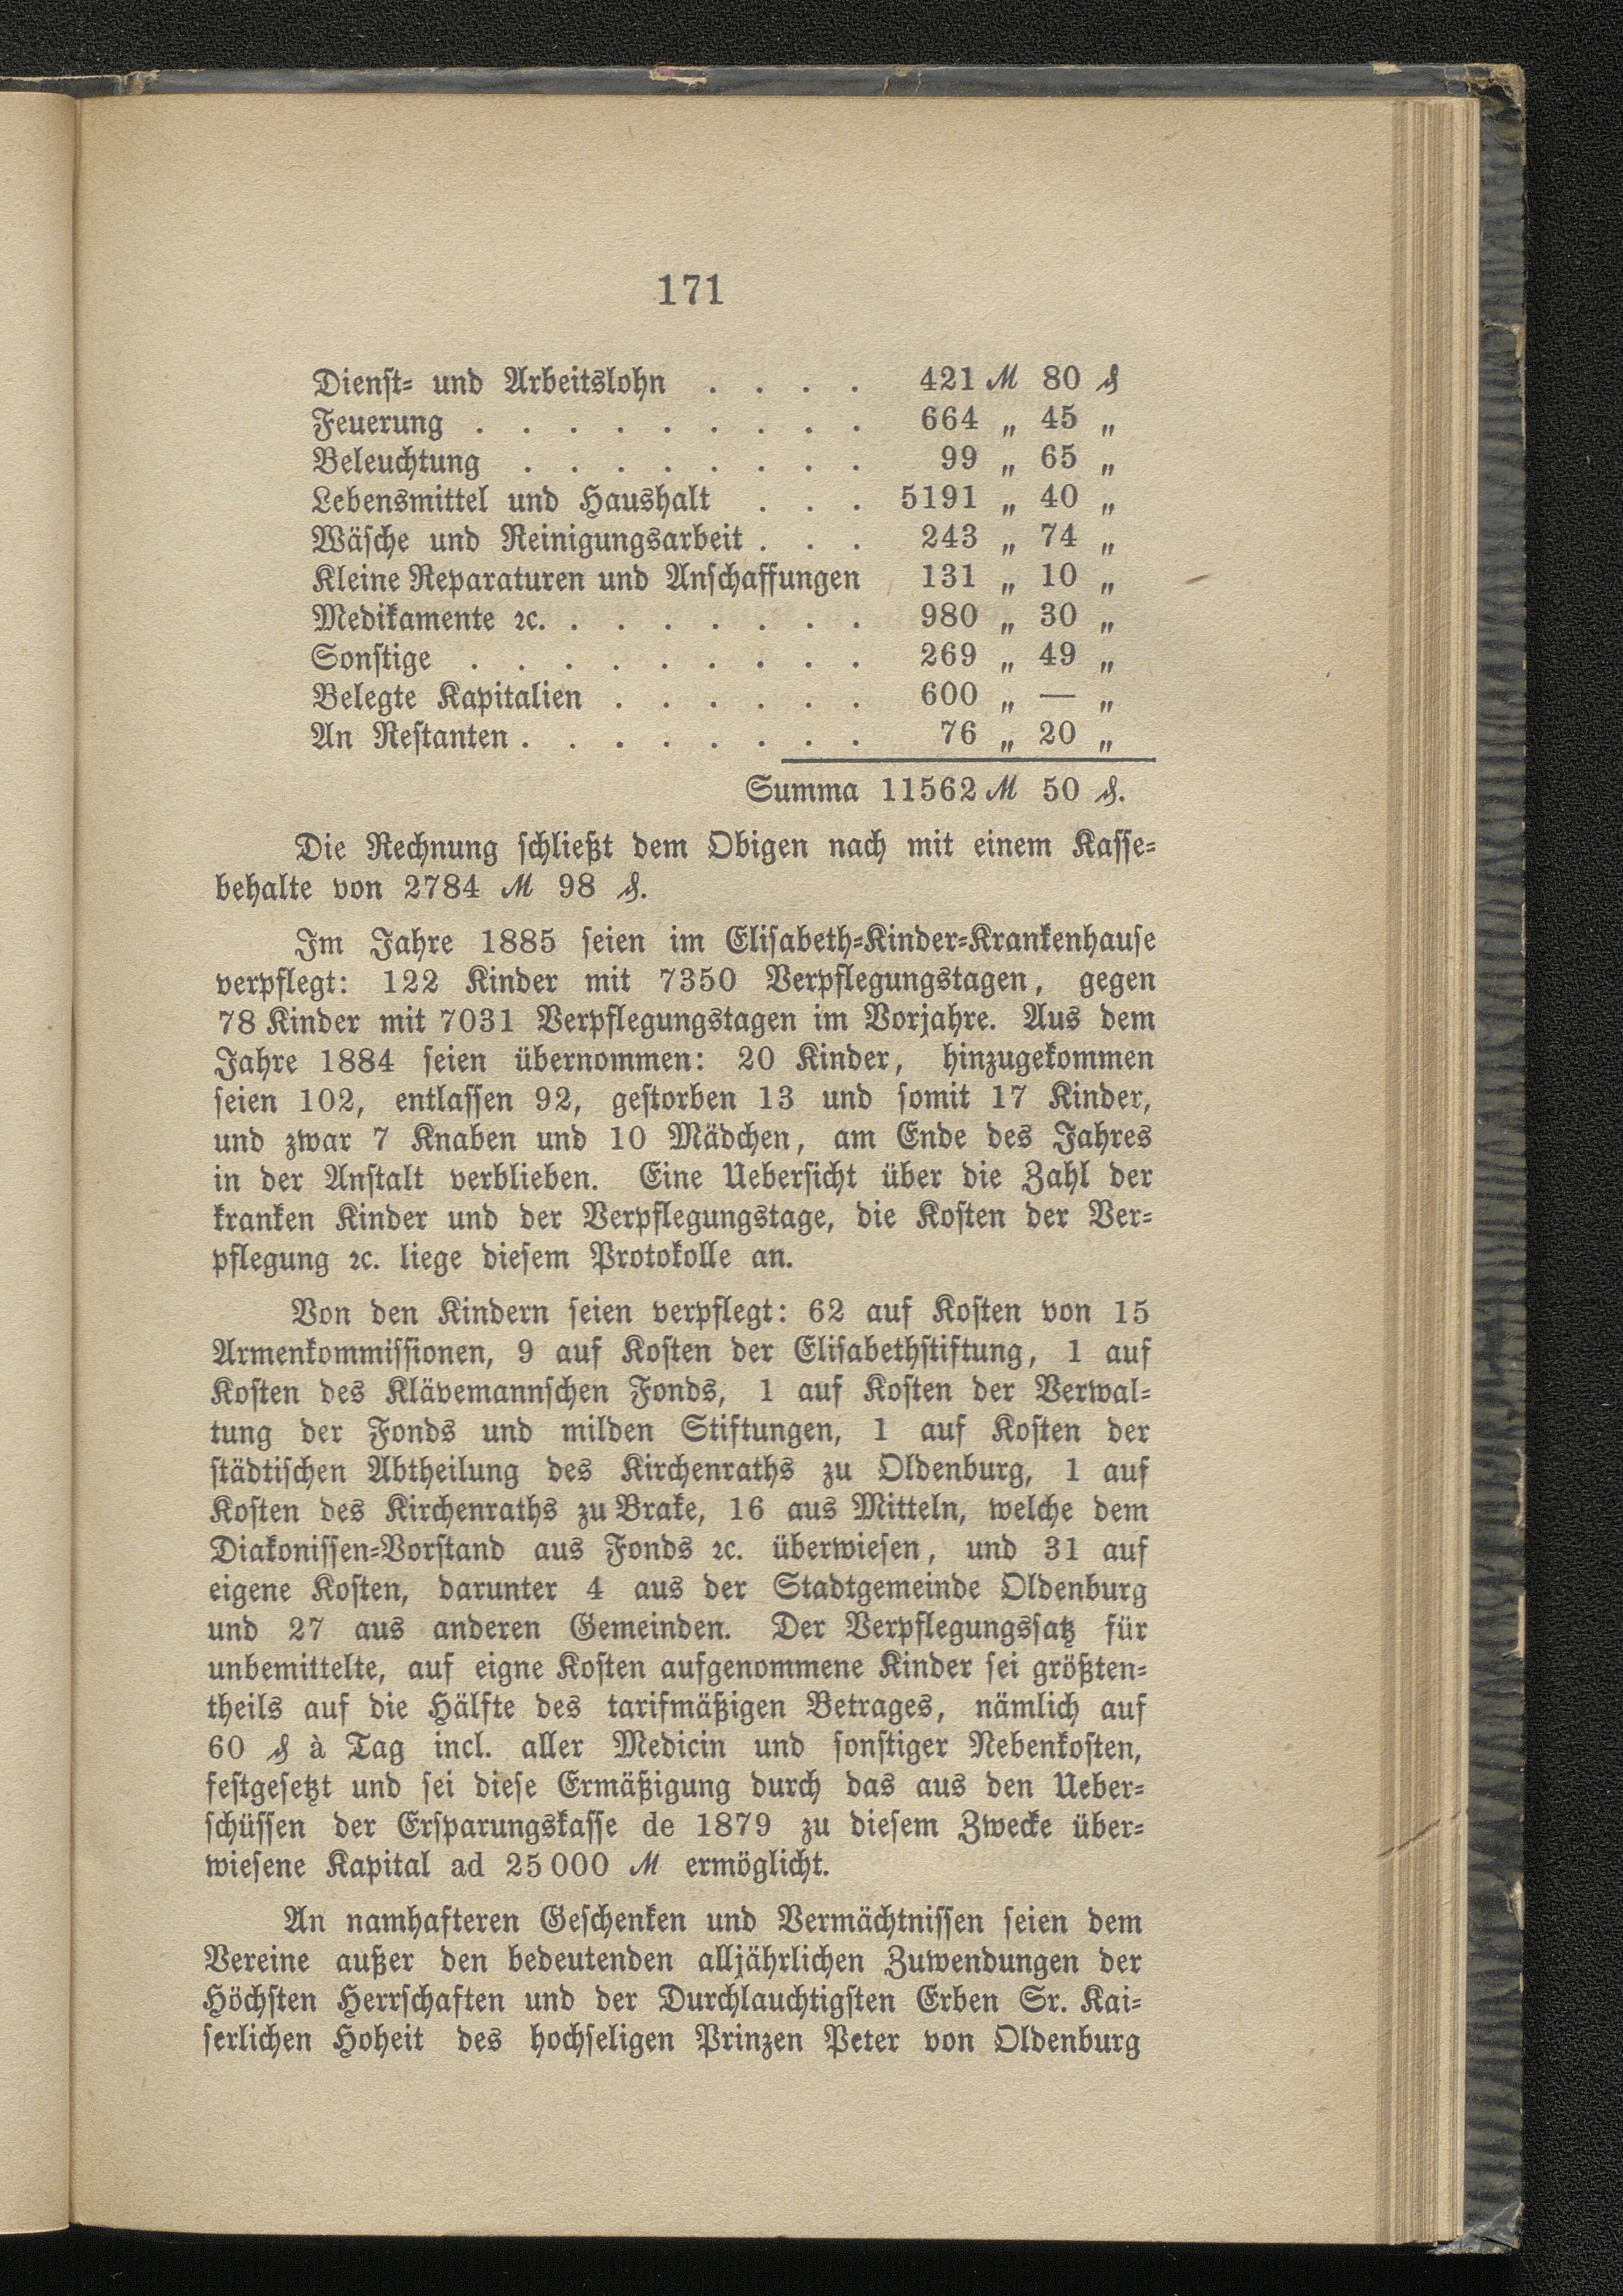 171
Dienst- und Arbeitslohn . . . . 421 ℳ 80 ₰
Feuerung . . . . . . . . . 664 „ 45 „
Beleuchtung . . . . . . . . 99 „ 65 „
Lebensmittel und Haushalt . . . 5191 „ 40 „
Wäsche und Reinigungsarbeit . . . 243 „ 74 „
Kleine Reparaturen und Anschaffungen 131 „ 10 „
Medikamente ꝛc. . . . . . . . 980 „ 30 „
Sonstige . . . . . . . . . 269 „ 49 „
Belegte Kapitalien . . . . . . 600 „ — „
An Restanten . . . . . . . . 76 „ 20 „
Summa 11562 ℳ 50 ₰.
Die Rechnung schließt dem Obigen nach mit einem Kasse-
behalte von 2784 ℳ 98 ₰.
Im Jahre 1885 seien im Elisabeth-Kinder-Krankenhause
verpflegt: 122 Kinder mit 7350 Verpflegungstagen, gegen
78 Kinder mit 7031 Verpflegungstagen im Vorjahre. Aus dem
Jahre 1884 seien übernommen: 20 Kinder, hinzugekommen
seien 102, entlassen 92, gestorben 13 und somit 17 Kinder,
und zwar 7 Knaben und 10 Mädchen, am Ende des Jahres
in der Anstalt verblieben. Eine Uebersicht über die Zahl der
kranken Kinder und der Verpflegungstage, die Kosten der Ver-
pflegung ꝛc. liege diesem Protokolle an.
Von den Kindern seien verpflegt: 62 auf Kosten von 15
Armenkommissionen, 9 auf Kosten der Elisabethstiftung, 1 auf
Kosten des Klävemannschen Fonds, 1 auf Kosten der Verwal-
tung der Fonds und milden Stiftungen, 1 auf Kosten der
städtischen Abtheilung des Kirchenraths zu Oldenburg, 1 auf
Kosten des Kirchenraths zu Brake, 16 aus Mitteln, welche dem
Diakonissen-Vorstand aus Fonds ꝛc. überwiesen, und 31 auf
eigene Kosten, darunter 4 aus der Stadtgemeinde Oldenburg
und 27 aus anderen Gemeinden. Der Verpflegungssatz für
unbemittelte, auf eigne Kosten aufgenommene Kinder sei größten-
theils auf die Hälfte des tarifmäßigen Betrages, nämlich auf
60 ₰ à Tag incl. aller Medicin und sonstiger Nebenkosten,
festgesetzt und sei diese Ermäßigung durch das aus den Ueber-
schüssen der Ersparungskasse de 1879 zu diesem Zwecke über-
wiesene Kapital ad 25 000 ℳ ermöglicht.
An namhafteren Geschenken und Vermächtnissen seien dem
Vereine außer den bedeutenden alljährlichen Zuwendungen der
Höchsten Herrschaften und der Durchlauchtigsten Erben Sr. Kai-
serlichen Hoheit des hochseligen Prinzen Peter von Oldenburg